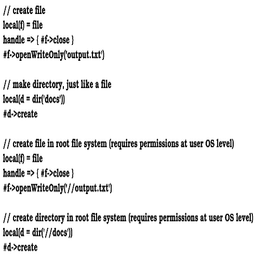 // create file
local(f) = file
handle => { #f->close }
#f->openWriteOnly('output.txt')

// make directory, just like a file
local(d = dir('docs'))
#d->create

// create file in root file system (requires permissions at user OS level)
local(f) = file
handle => { #f->close }
#f->openWriteOnly('//output.txt')

// create directory in root file system (requires permissions at user OS level)
local(d = dir('//docs'))
#d->create